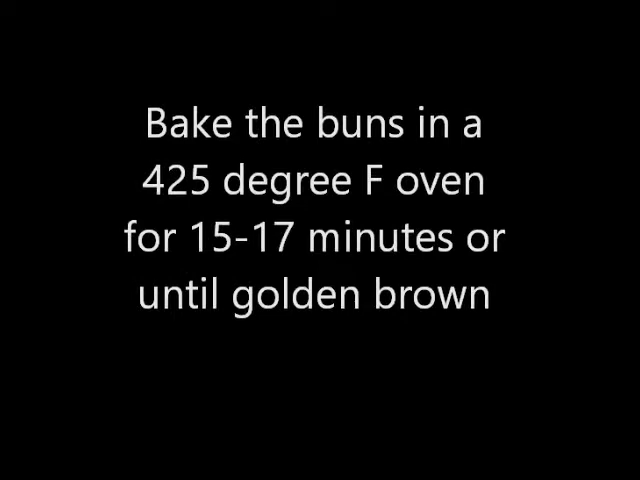 Bake the buns in a
425 degree F oven
for 15-17 minutes or
until golden brown